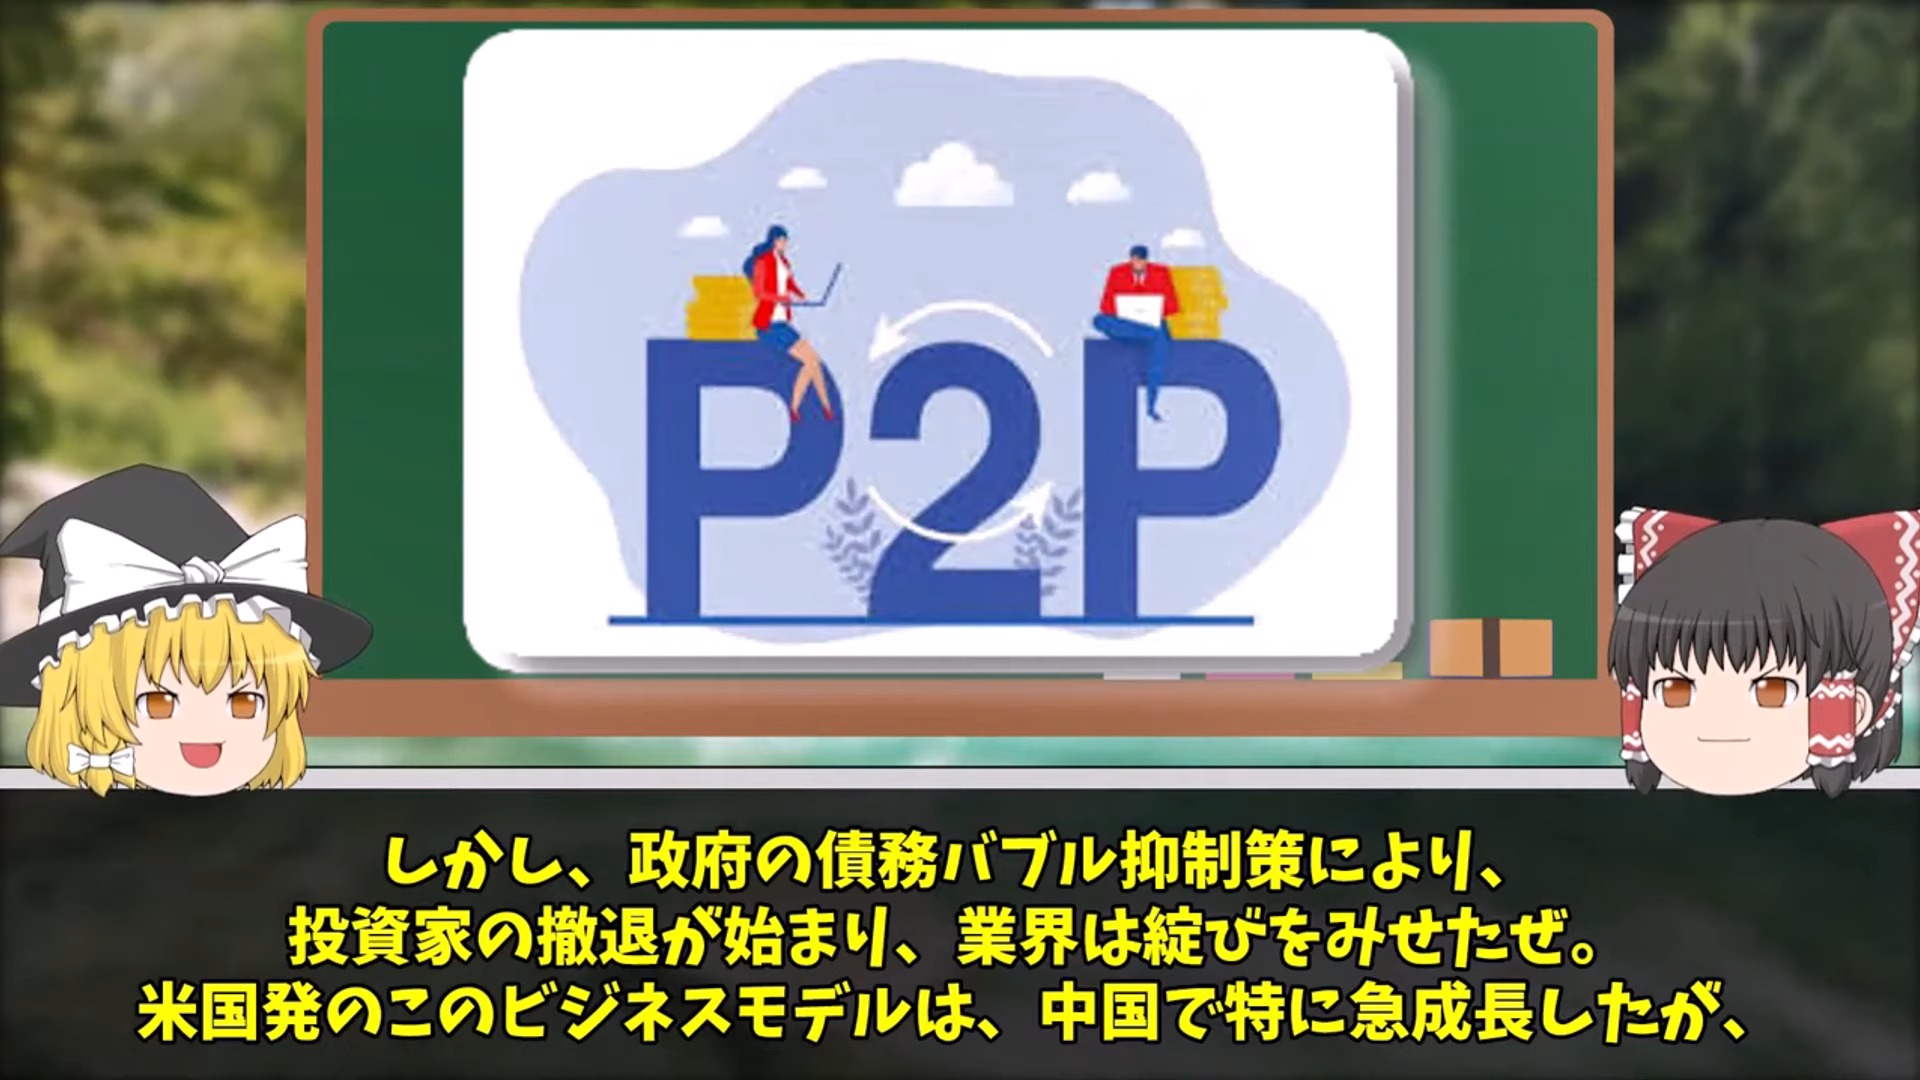 P2P
しかし、政府の債務バブル抑制策により、
投資家の撤退が始まり、業界は綻びをみせたぜ。
米国発のこのビジネスモデルは、中国で特に急成長したが、